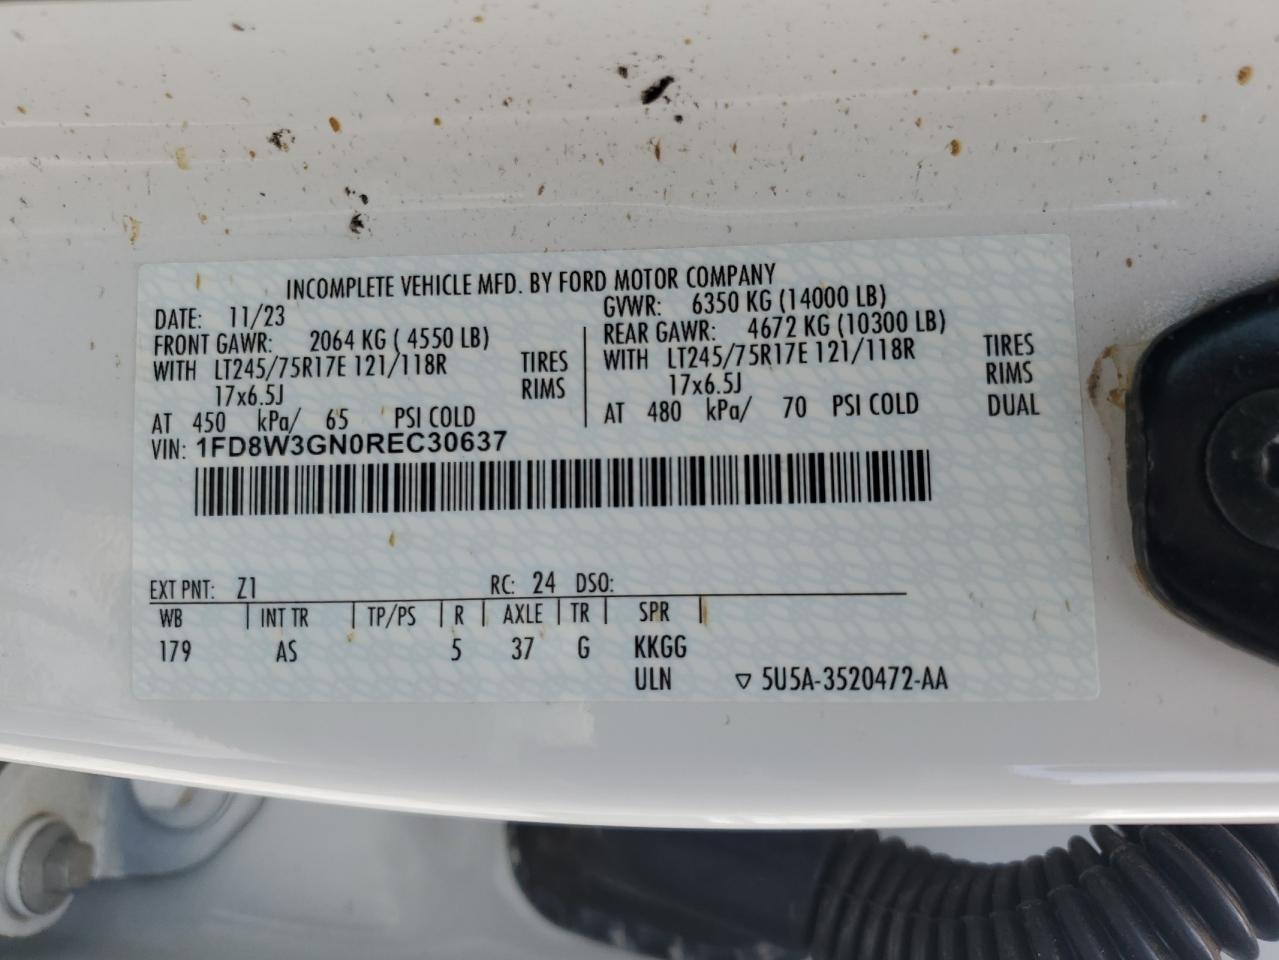 INCOMPLETE VEHICLE MFD. BY FORD MOTOR COMPANY
DATE: 11/23 GVWR: 6350 KG (14000 LB)
FRONT GAWR: 2064 KG ( 4550 LB) REAR GAWR: 4672 KG (10300 LB)
WITH LT245/75R17E 121/118R TIRES WITH LT245/75R17E 121/118R TIRES
17x6.5J RIMS 17x6.5J RIMS
AT 450 kPa/ 65 PSI COLD AT 480 kPa/ 70 PSI COLD DUAL
VIN: 1FD8W3GN0REC30637
EXT PNT: Z1 RC: 24 DSO:
WB | INT TR | TP/PS | R | AXLE | TR | SPR |
179 AS 5 37 G KKGG
ULN ▽ 5U5A-3520472-AA